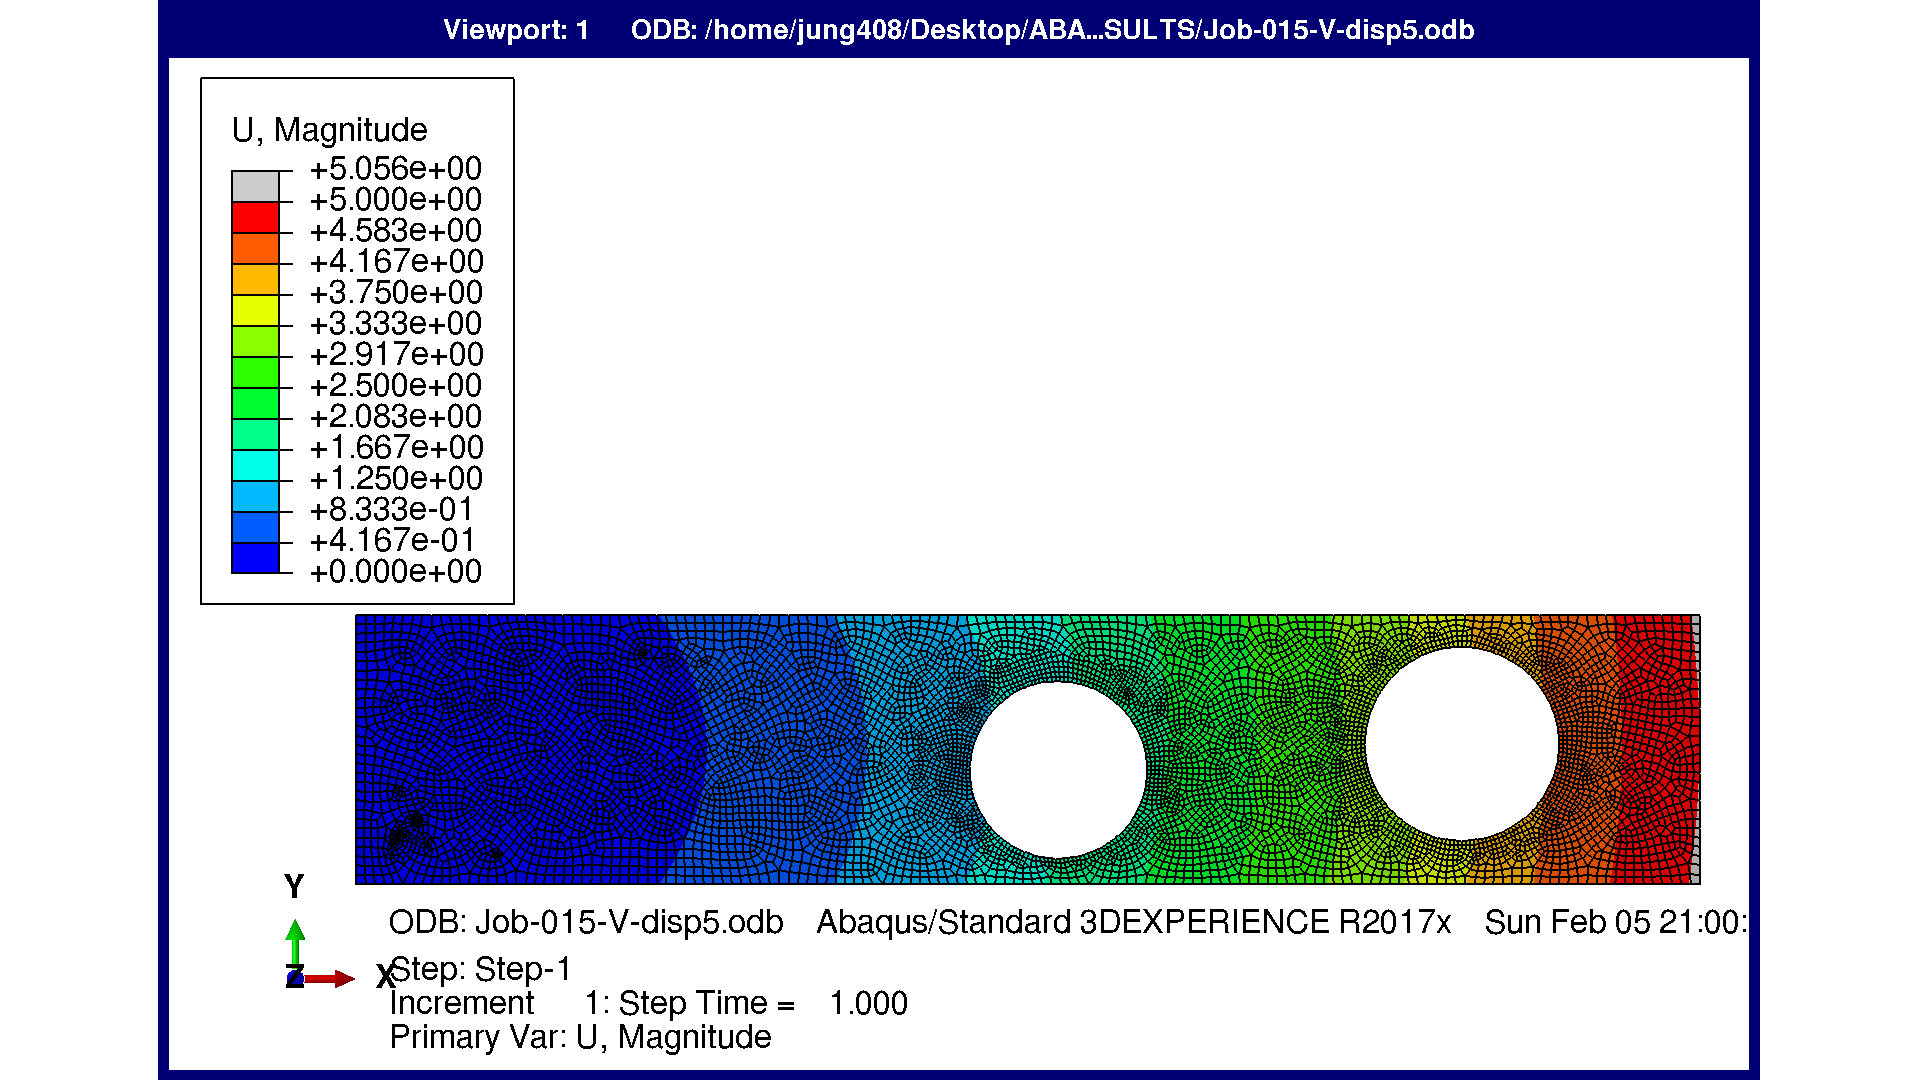 Viewport: 1 ODB: /home/jung408/Desktop/ABA...SULTS/Job-015-V-disp5.odb
U, Magnitude
+5.056e+00
+5.000e+00
+4.583e+00
+4.167e+00
+3.750e+00
+3.333e+00
+2.917e+00
+2.500e+00
+2.083e+00
+1.667e+00
+1.250e+00
+8.333e-01
+4.167e-01
+0.000e+00
Y
Z
X
ODB: Job-015-V-disp5.odb Abaqus/Standard 3DEXPERIENCE R2017x Sun Feb 05 21:00:
Step: Step-1
Increment 1: Step Time = 1.000
Primary Var: U, Magnitude